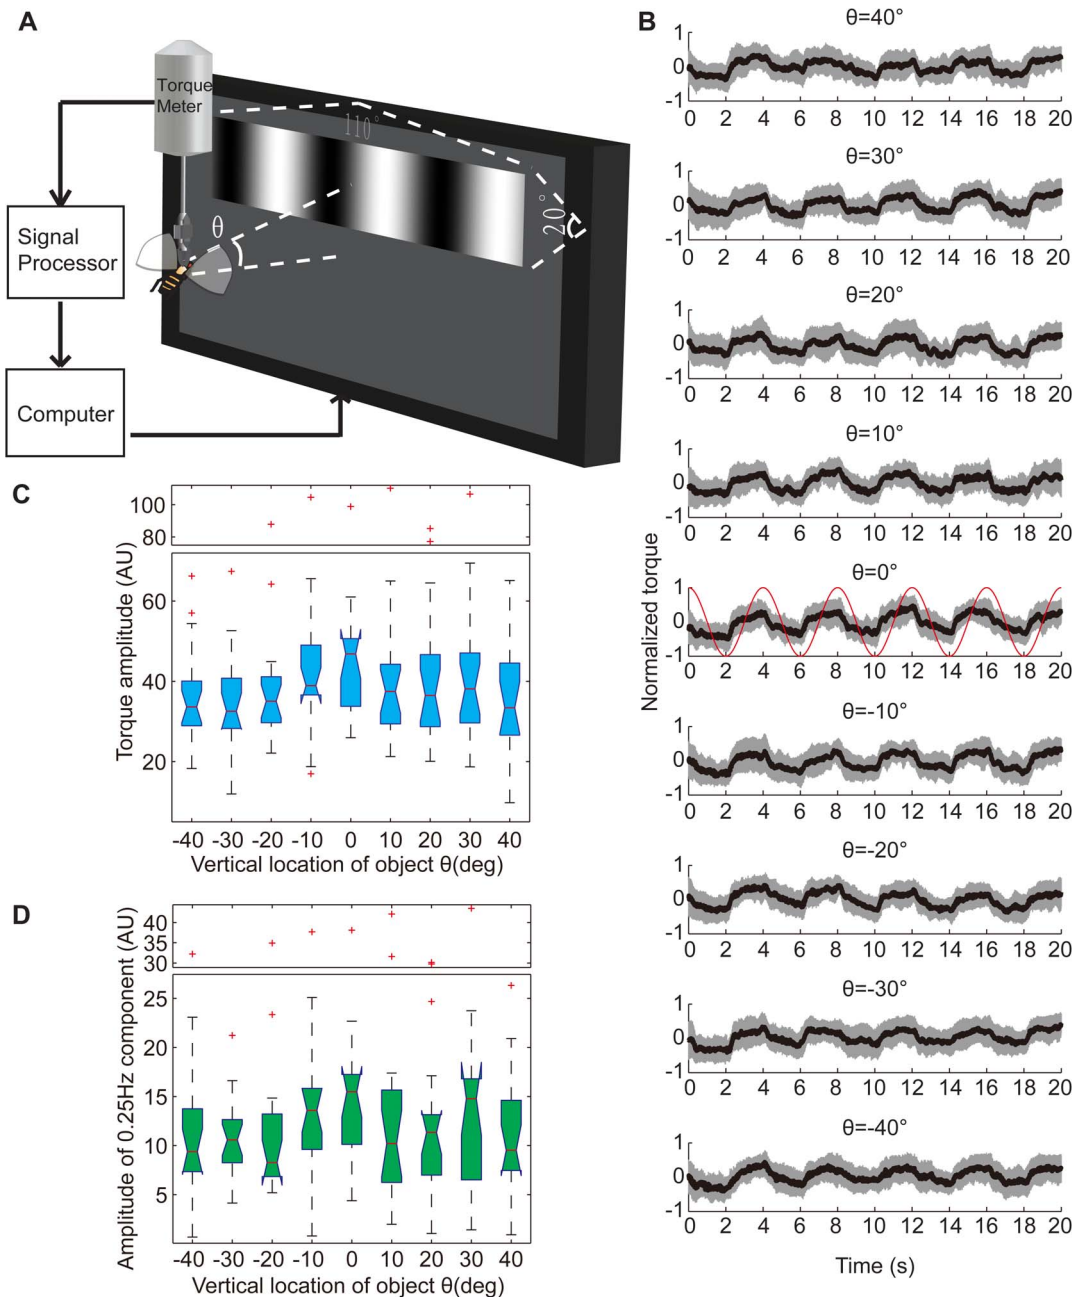 A
Torque
Meter
110°
20°
θ
Signal
Processor
Computer
B
θ=40°
1
0
-1
0 2 4 6 8 10 12 14 16 18 20
θ=30°
1
0
-1
0 2 4 6 8 10 12 14 16 18 20
θ=20°
1
0
-1
0 2 4 6 8 10 12 14 16 18 20
θ=10°
1
0
-1
0 2 4 6 8 10 12 14 16 18 20
θ=0°
1
0
-1
0 2 4 6 8 10 12 14 16 18 20
θ=-10°
1
0
-1
0 2 4 6 8 10 12 14 16 18 20
θ=-20°
1
0
-1
0 2 4 6 8 10 12 14 16 18 20
θ=-30°
1
0
-1
0 2 4 6 8 10 12 14 16 18 20
θ=-40°
1
0
-1
0 2 4 6 8 10 12 14 16 18 20
Normalized torque
Time (s)
C
100
80
60
40
20
Torque amplitude (AU)
-40 -30 -20 -10 0 10 20 30 40
Vertical location of object θ(deg)
D
40
35
30
25
20
15
10
5
Amplitude of 0.25Hz component (AU)
-40 -30 -20 -10 0 10 20 30 40
Vertical location of object θ(deg)